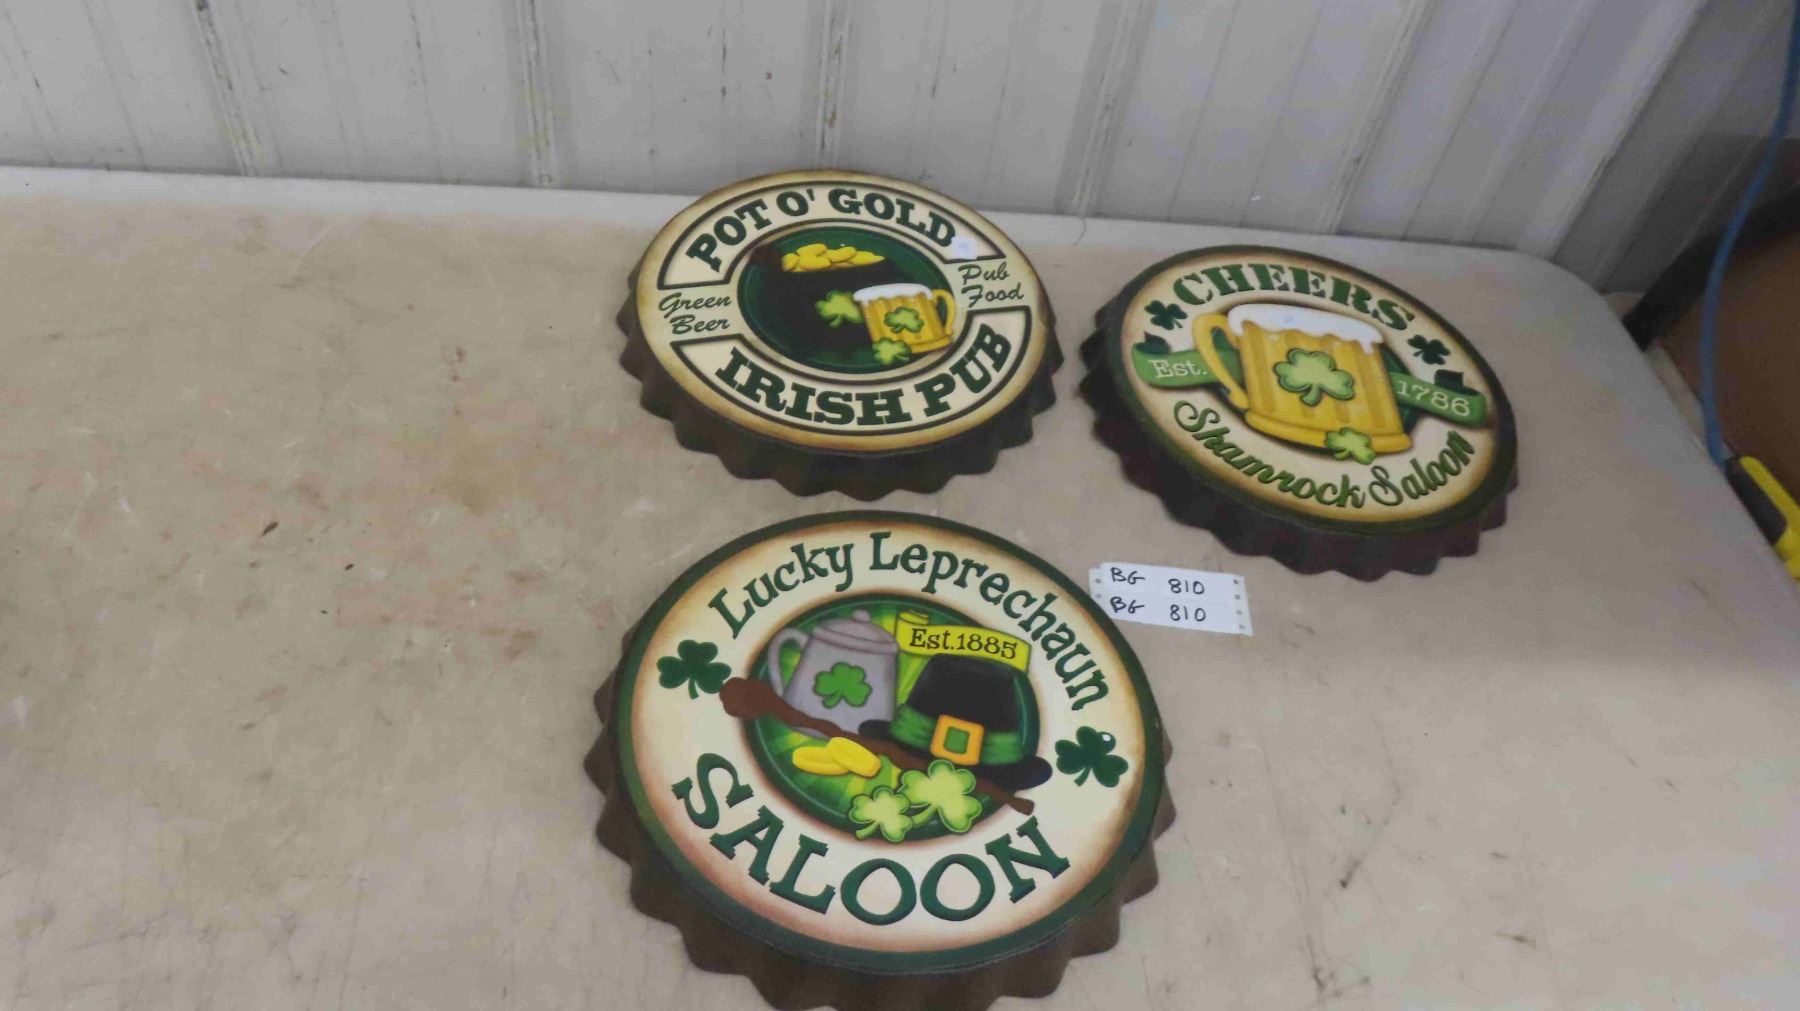 POT O' GOLD
Green Beer
Pub Food
IRISH PUB
CHEERS
Est. 1786
Shamrock Saloon
Lucky Leprechaun
Est.1885
SALOON
BG 810
BG 810